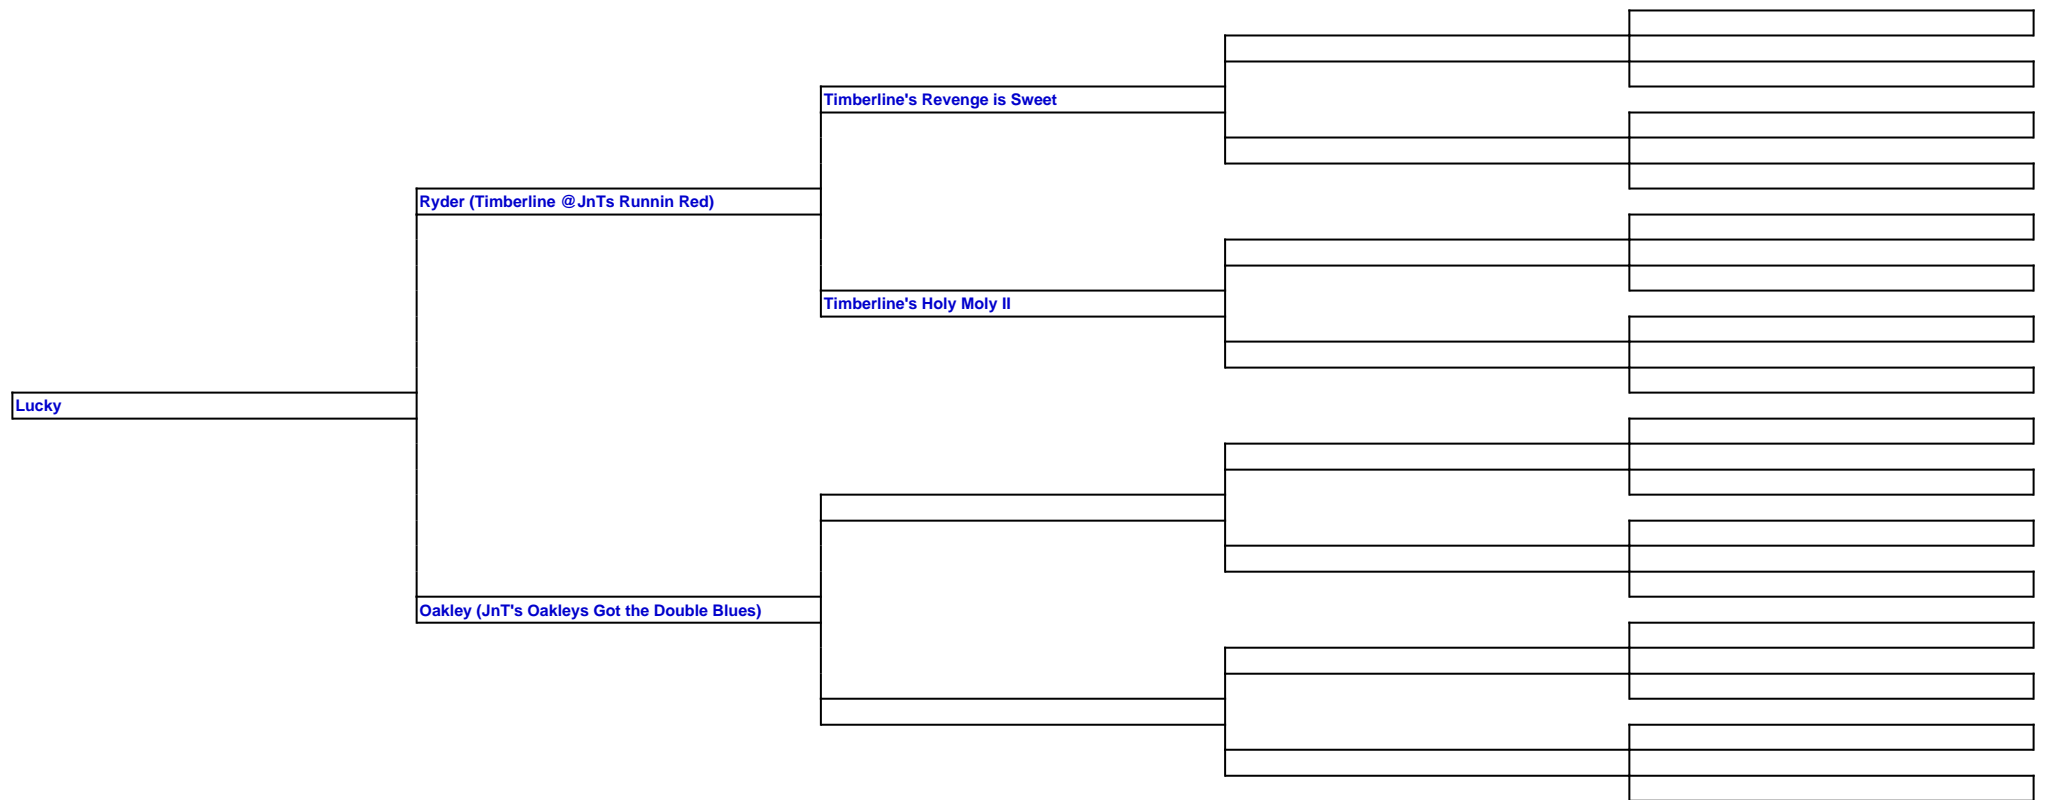 Timberline's Revenge is Sweet
Ryder (Timberline @JnTs Runnin Red)
Timberline's Holy Moly II
Lucky
Oakley (JnT's Oakleys Got the Double Blues)